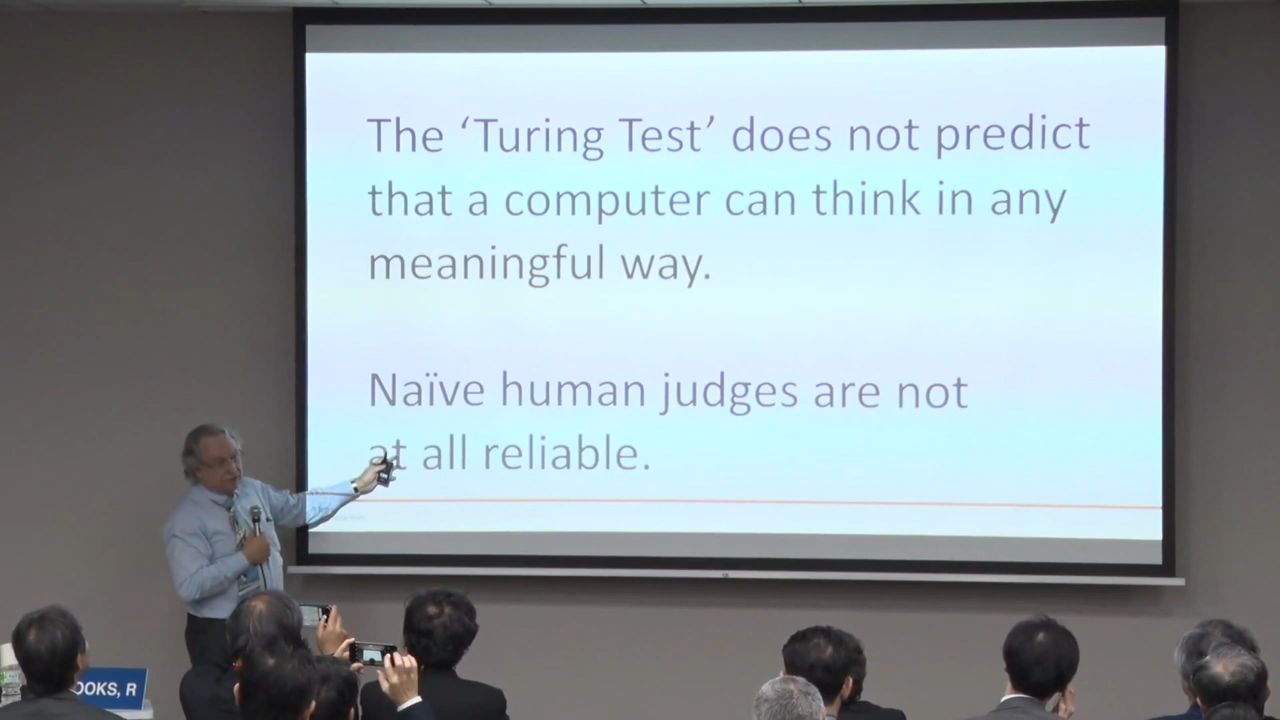 The ‘Turing Test’ does not predict
that a computer can think in any
meaningful way.
Naïve human judges are not
at all reliable.
OOKS, R